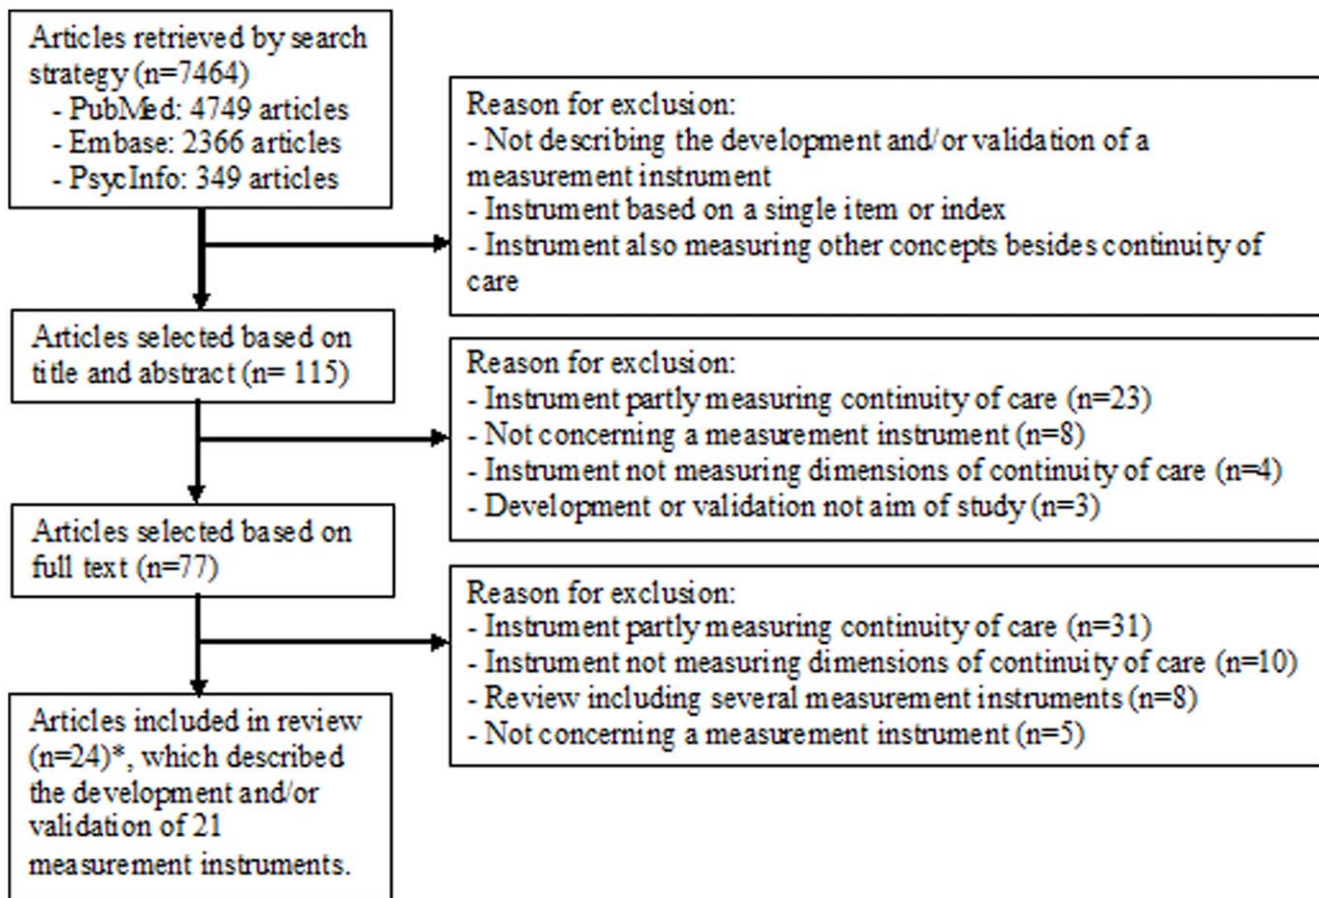 Articles retrieved by search
strategy (n=7464)
- PubMed: 4749 articles
- Embase: 2366 articles
- PsycInfo: 349 articles
Reason for exclusion:
- Not describing the development and/or validation of a
measurement instrument
- Instrument based on a single item or index
- Instrument also measuring other concepts besides continuity of
care
Articles selected based on
title and abstract (n= 115)
Reason for exclusion:
- Instrument partly measuring continuity of care (n=23)
- Not concerning a measurement instrument (n=8)
- Instrument not measuring dimensions of continuity of care (n=4)
- Development or validation not aim of study (n=3)
Articles selected based on
full text (n=77)
Reason for exclusion:
- Instrument partly measuring continuity of care (n=31)
- Instrument not measuring dimensions of continuity of care (n=10)
- Review including several measurement instruments (n=8)
- Not concerning a measurement instrument (n=5)
Articles included in review
(n=24)*, which described
the development and/or
validation of 21
measurement instruments.